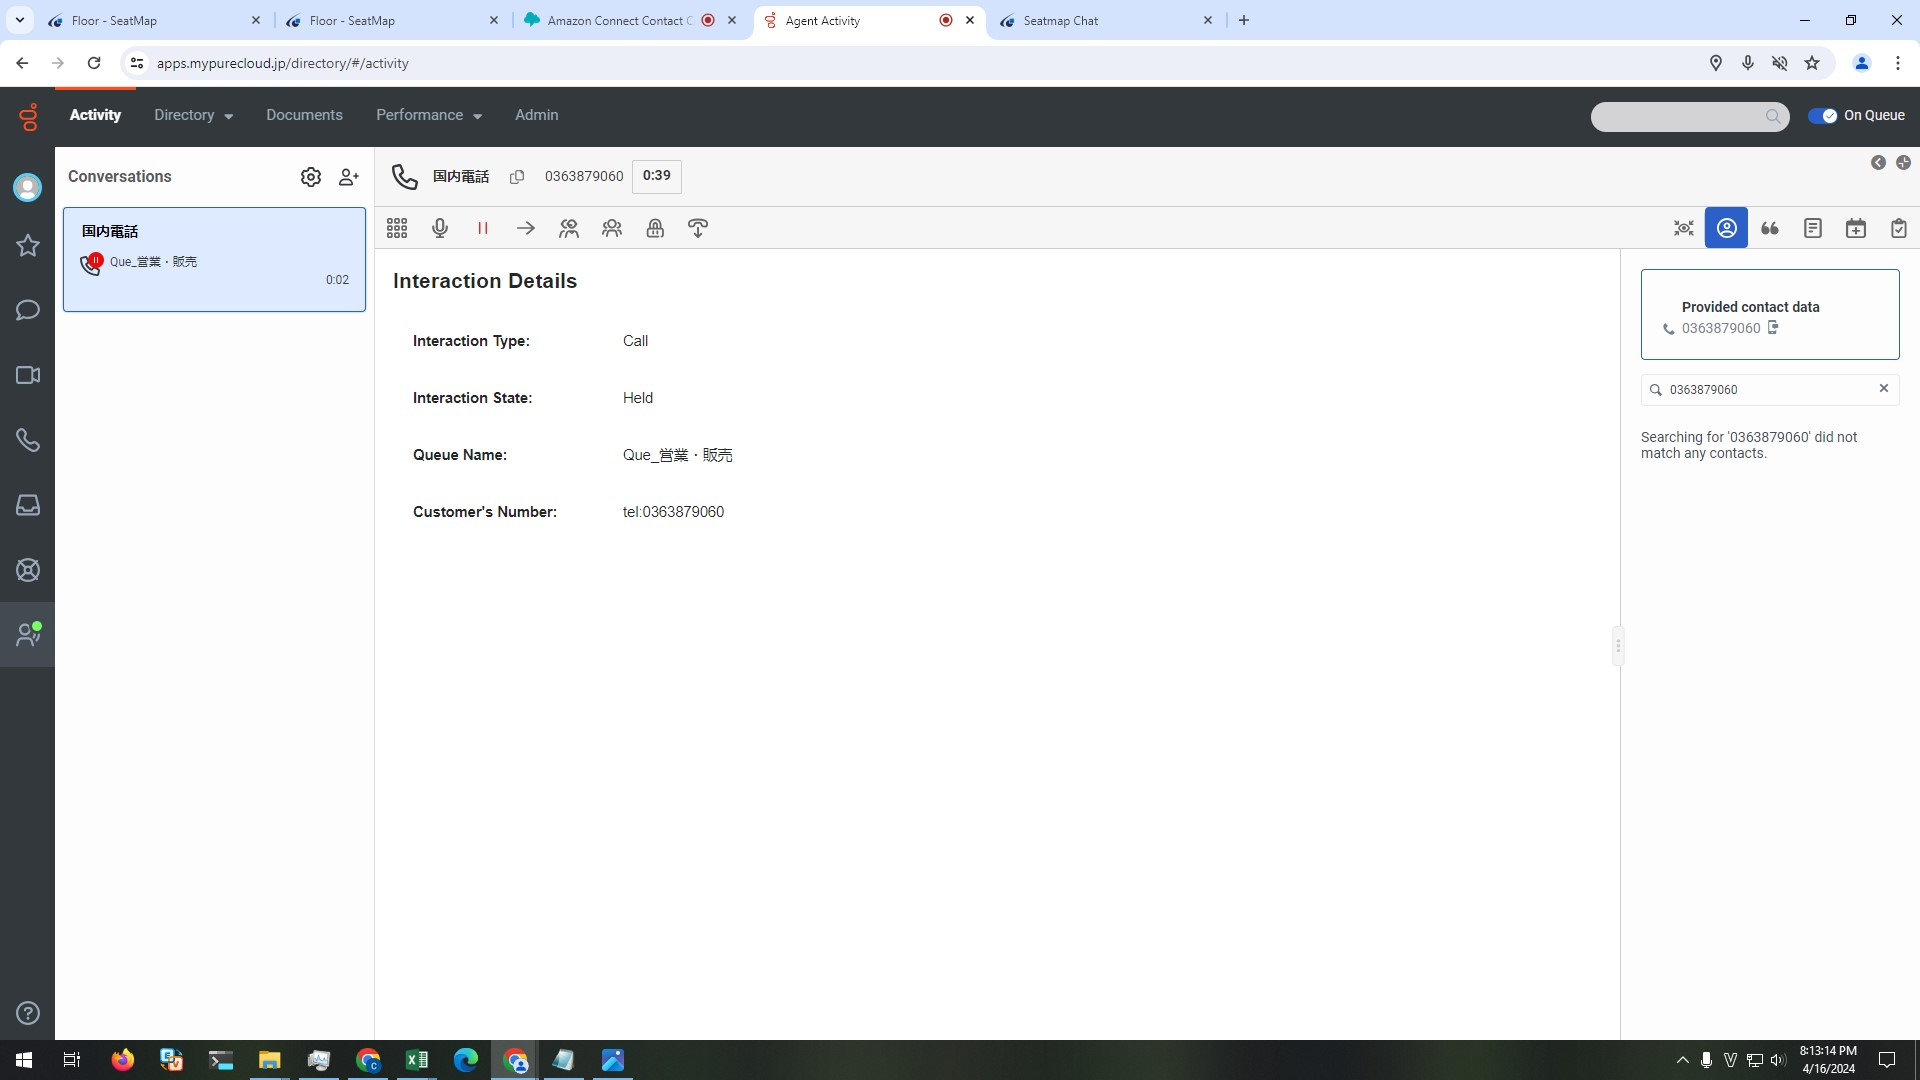 Floor - SeatMap
Floor - SeatMap
Amazon Connect Contact C
Agent Activity
Seatmap Chat
apps.mypurecloud.jp/directory/#/activity
Activity
Directory
Documents
Performance
Admin
On Queue
Conversations
国内電話
0363879060
0:39
国内電話
Que_営業・販売
0:02
Interaction Details
Interaction Type:
Call
Interaction State:
Held
Queue Name:
Que_営業・販売
Customer's Number:
tel:0363879060
Provided contact data
0363879060
0363879060
Searching for '0363879060' did not
match any contacts.
8:13:14 PM
4/16/2024